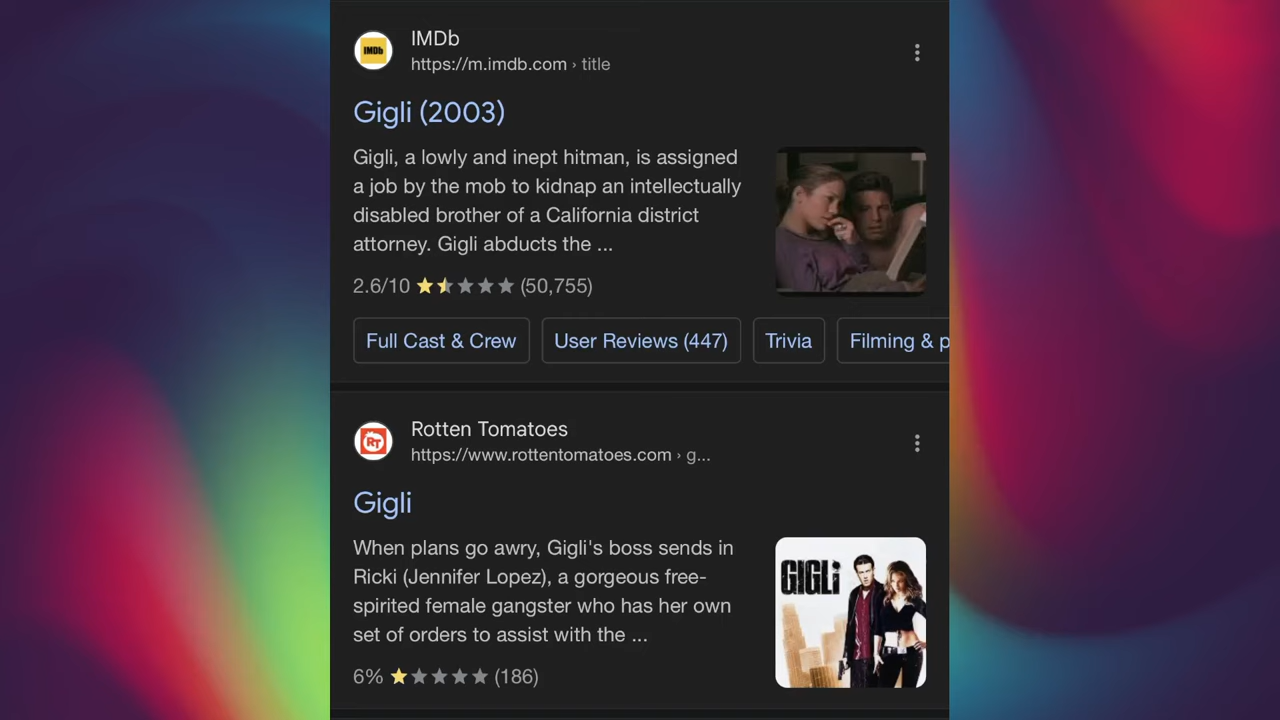 IMDb
IMDb
https://m.imdb.com › title
Gigli (2003)
Gigli, a lowly and inept hitman, is assigned
a job by the mob to kidnap an intellectually
disabled brother of a California district
attorney. Gigli abducts the ...
2.6/10 (50,755)
Full Cast & Crew User Reviews (447) Trivia Filming & p
RT
Rotten Tomatoes
https://www.rottentomatoes.com › g...
Gigli
When plans go awry, Gigli's boss sends in
Ricki (Jennifer Lopez), a gorgeous free-
spirited female gangster who has her own
set of orders to assist with the ...
GIGLi
6% (186)